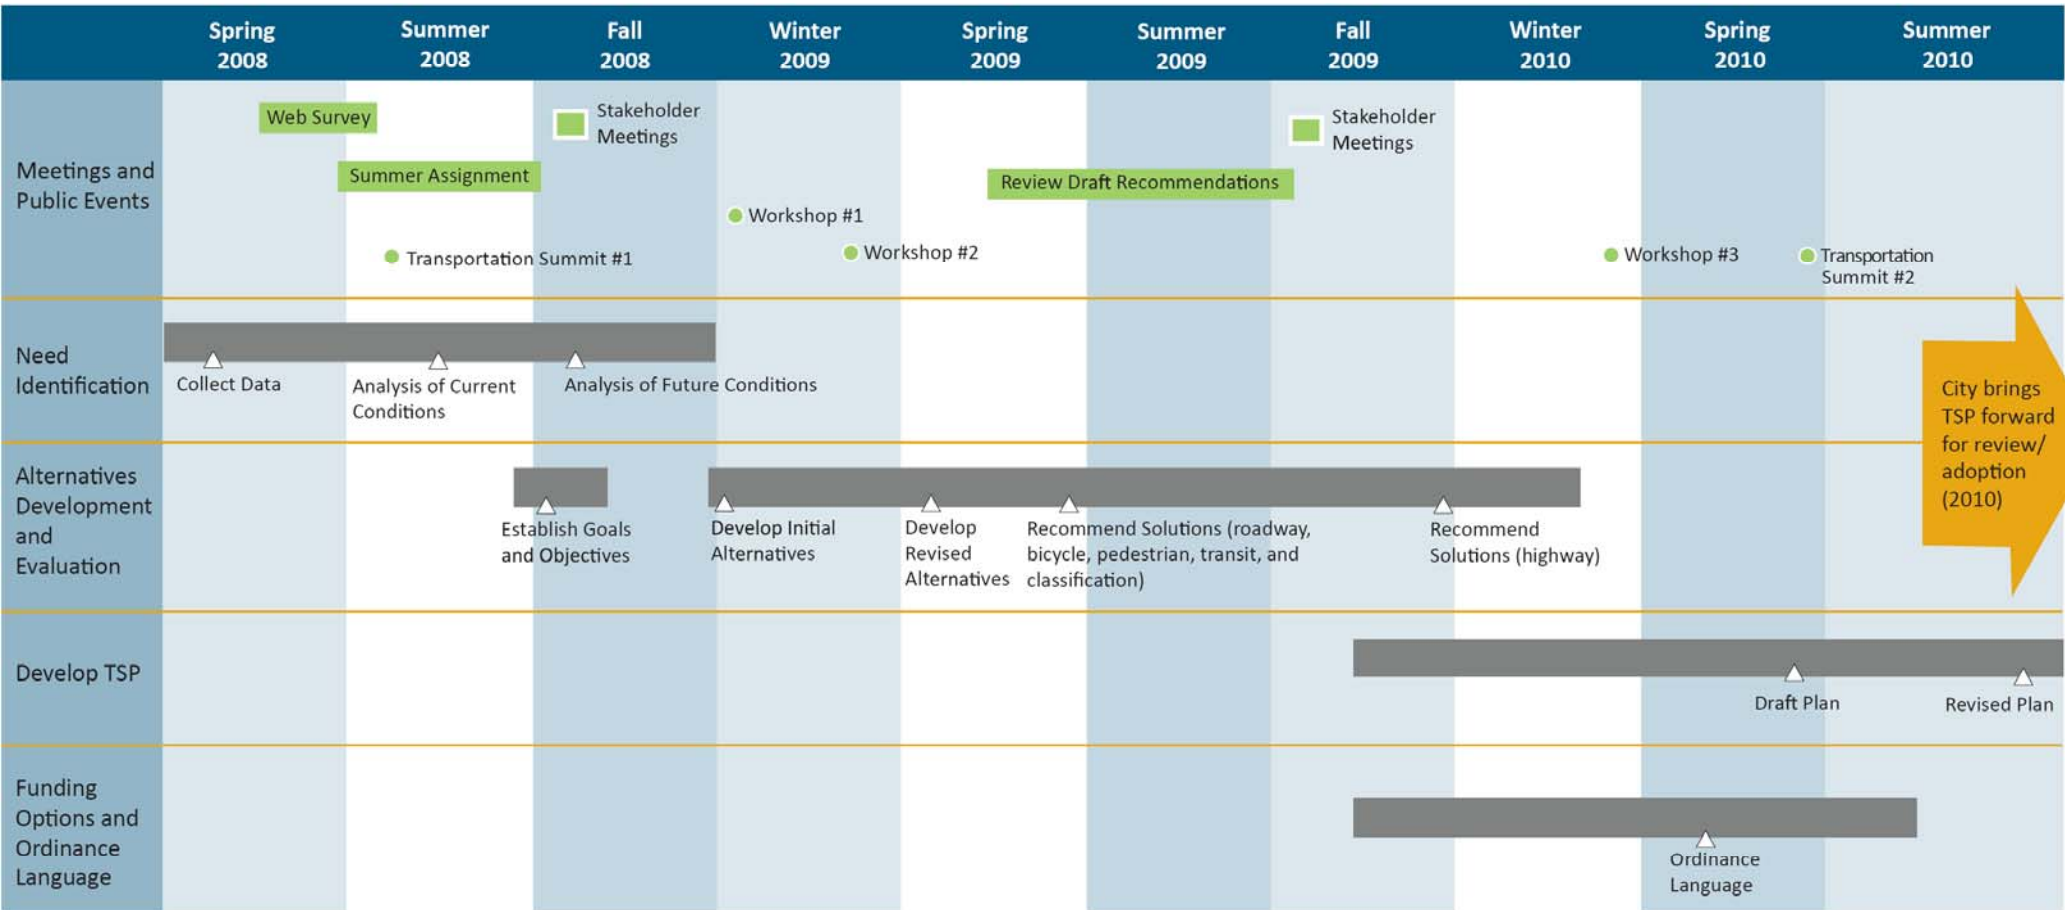 Spring
2008
Summer
2008
Fall
2008
Winter
2009
Spring
2009
Summer
2009
Fall
2009
Winter
2010
Spring
2010
Summer
2010
Meetings and
Public Events
Web Survey
Summer Assignment
Transportation Summit #1
Stakeholder
Meetings
Workshop #1
Workshop #2
Review Draft Recommendations
Stakeholder
Meetings
Workshop #3
Transportation
Summit #2
Need
Identification
Collect Data
Analysis of Current
Conditions
Analysis of Future Conditions
City brings
TSP forward
for review/
adoption
(2010)
Alternatives
Development
and
Evaluation
Establish Goals
and Objectives
Develop Initial
Alternatives
Develop
Revised
Alternatives
Recommend Solutions (roadway,
bicycle, pedestrian, transit, and
classification)
Recommend
Solutions (highway)
Develop TSP
Draft Plan
Revised Plan
Funding
Options and
Ordinance
Language
Ordinance
Language